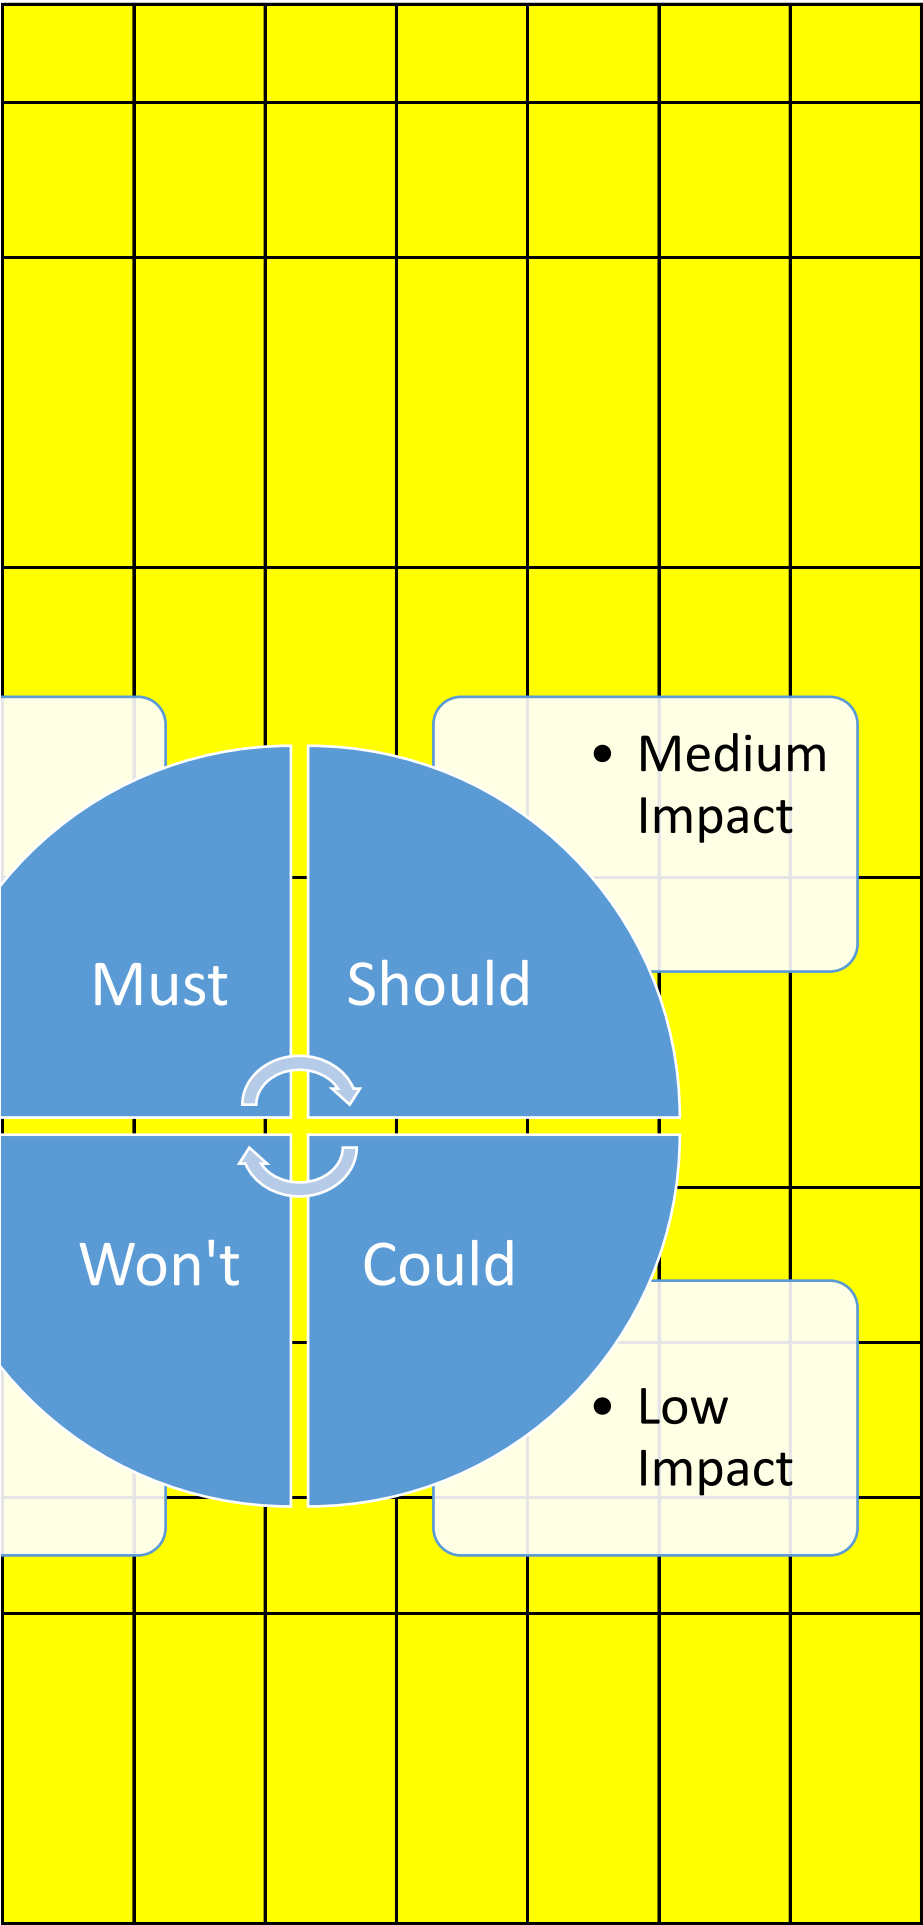 • Medium
Impact
Must
Should
Won't
Could
• Low
Impact